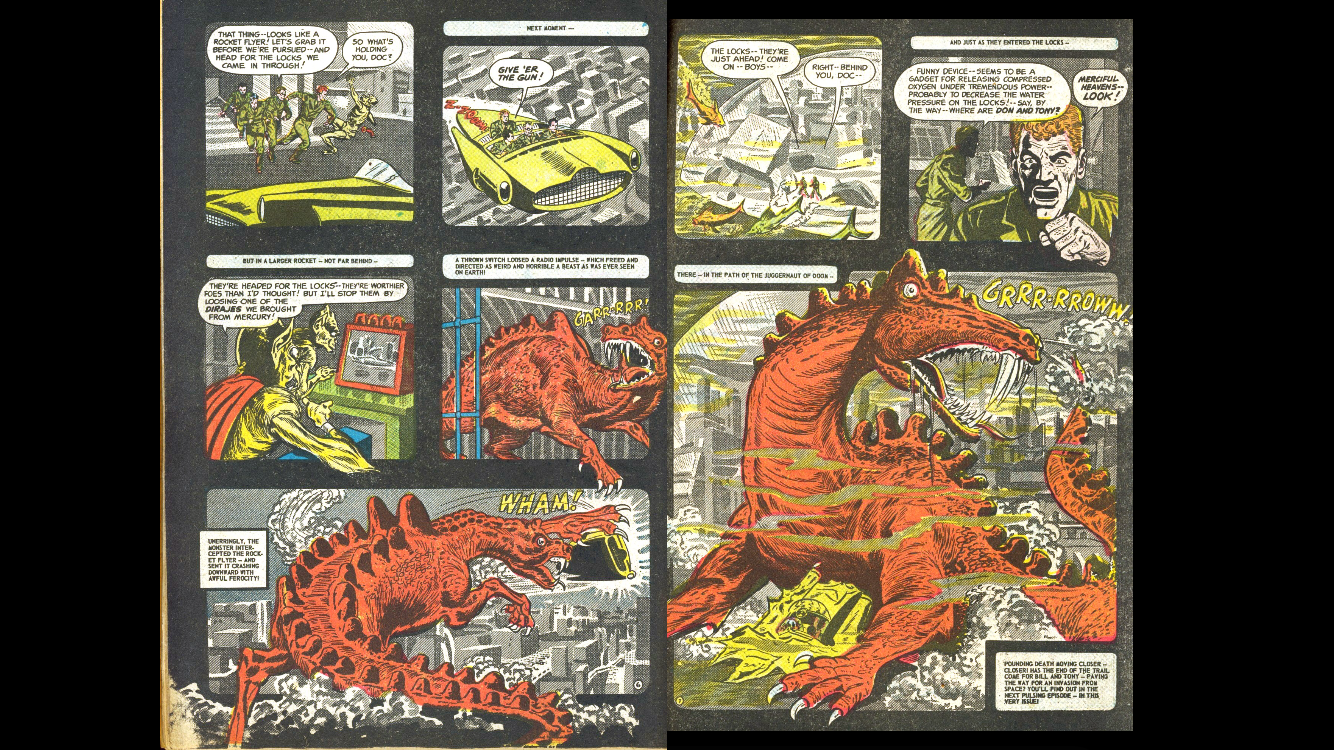 THAT THING--LOOKS LIKE A
ROCKET FLYER! LET'S GRAB IT
BEFORE WE'RE PURSUED--AND
HEAD FOR THE LOCKS WE
CAME IN THROUGH!
SO WHAT'S
HOLDING
YOU, DOC?
NEXT MOMENT --
GIVE 'ER
THE GUN!
Z-ZOOM
BUT IN A LARGER ROCKET -- NOT FAR BEHIND --
THEY'RE HEADED FOR THE LOCKS--THEY'RE WORTHIER
FOES THAN I'D THOUGHT! BUT I'LL STOP THEM BY
LOOSING ONE OF THE
DIRAJES WE BROUGHT
FROM MERCURY!
A THROWN SWITCH LOOSED A RADIO IMPULSE -- WHICH FREED AND
DIRECTED AS WEIRD AND HORRIBLE A BEAST AS WAS EVER SEEN
ON EARTH!
GARR-RRR!
WHAM!
UNERRINGLY, THE
MONSTER INTER-
CEPTED THE ROCK-
ET FLYER -- AND
SENT IT CRASHING
DOWNWARD WITH
AWFUL FEROCITY!
6
THE LOCKS--THEY'RE
JUST AHEAD! COME
ON--BOYS--
RIGHT--BEHIND
YOU, DOC--
AND JUST AS THEY ENTERED THE LOCKS --
FUNNY DEVICE--SEEMS TO BE A
GADGET FOR RELEASING COMPRESSED
OXYGEN UNDER TREMENDOUS POWER--
PROBABLY TO DECREASE THE WATER
PRESSURE ON THE LOCKS!--SAY, BY
THE WAY--WHERE ARE DON AND TONY?
MERCIFUL
HEAVENS--
LOOK!
THERE -- IN THE PATH OF THE JUGGERNAUT OF DOOM --
GRRR-RROWW!
POUNDING DEATH MOVING CLOSER --
CLOSER! HAS THE END OF THE TRAIL
COME FOR BILL AND TONY -- PAVING
THE WAY FOR AN INVASION FROM
SPACE? YOU'LL FIND OUT IN THE
NEXT PULSING EPISODE -- IN THIS
VERY ISSUE!
7